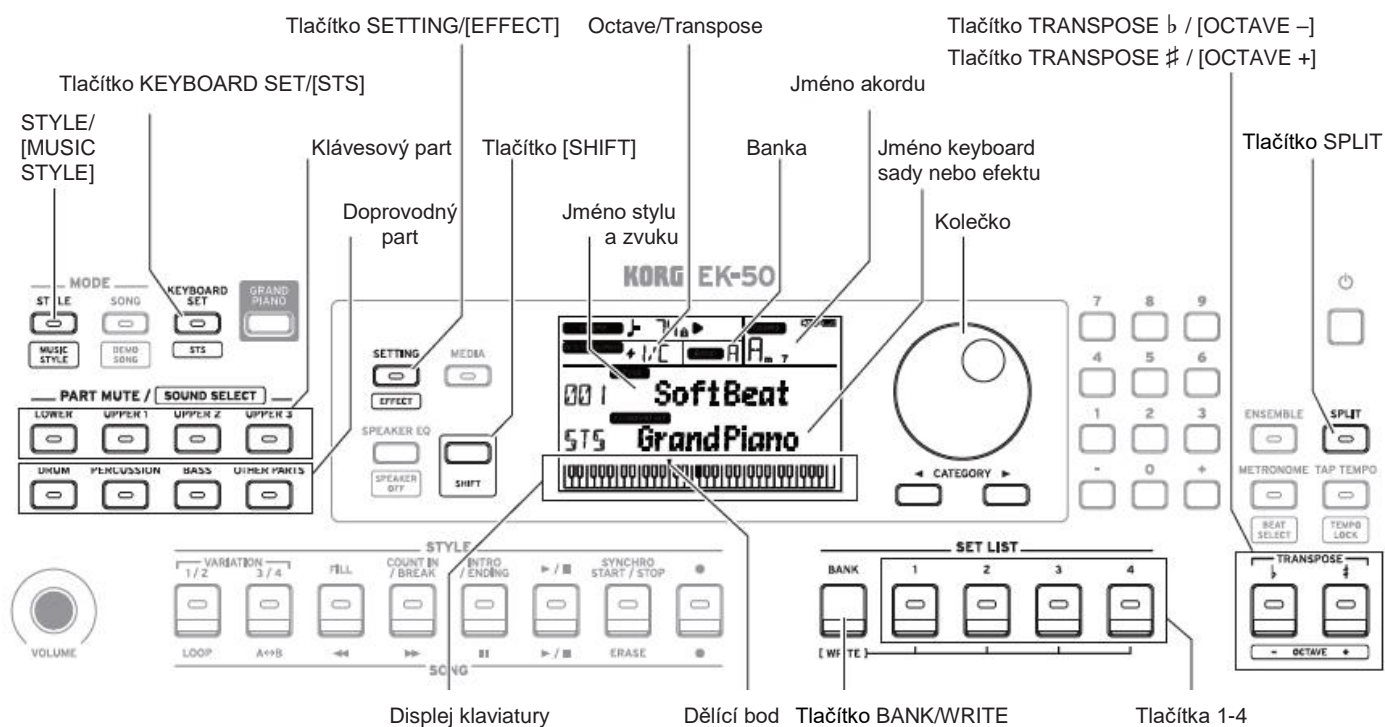 Tlačítko SETTING/[EFFECT]
Octave/Transpose
Tlačítko TRANSPOSE ♭ / [OCTAVE –]
Tlačítko TRANSPOSE ♯ / [OCTAVE +]
Tlačítko KEYBOARD SET/[STS]
Jméno akordu
STYLE/
[MUSIC
STYLE]
Klávesový part
Tlačítko [SHIFT]
Banka
Jméno keyboard
sady nebo efektu
Tlačítko SPLIT
Doprovodný
part
Jméno stylu
a zvuku
Kolečko
KORG EK-50
MODE
STYLE
SONG
KEYBOARD
SET
GRAND
PIANO
MUSIC
STYLE
DEMO
SONG
STS
PART MUTE / SOUND SELECT
LOWER
UPPER 1
UPPER 2
UPPER 3
DRUM
PERCUSSION
BASS
OTHER PARTS
SETTING
MEDIA
EFFECT
SPEAKER EQ
SPEAKER
OFF
SHIFT
+1/C
A
Am 7
001 SoftBeat
STS GrandPiano
CATEGORY
7 8 9
4 5 6
1 2 3
- 0 +
ENSEMBLE
SPLIT
METRONOME
TAP TEMPO
BEAT
SELECT
TEMPO
LOCK
TRANSPOSE
♭ ♯
- OCTAVE +
VOLUME
STYLE
VARIATION
1/2
3/4
FILL
COUNT IN
/ BREAK
INTRO
/ ENDING
►/■
SYNCHRO
START / STOP
●
LOOP
A↔B
◄◄
►►
▮▮
►/■
ERASE
●
SONG
SET LIST
BANK
1
2
3
4
[ WRITE ]
Displej klaviatury
Dělící bod
Tlačítko BANK/WRITE
Tlačítka 1-4